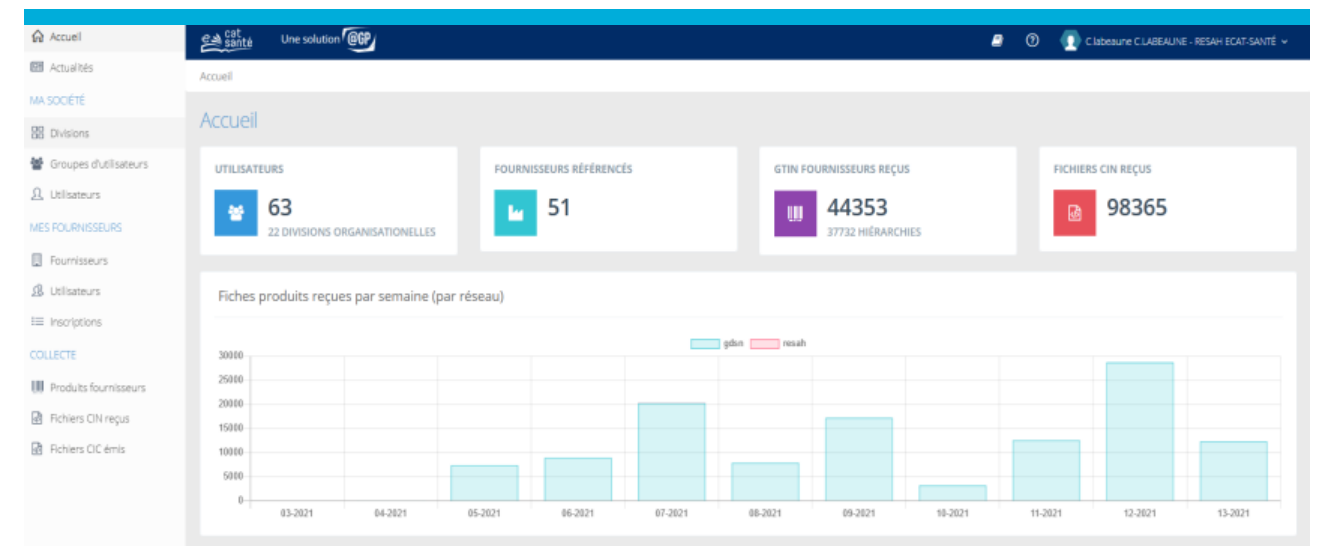 Accueil
Actualités
MA SOCIÉTÉ
Divisions
Groupes d'utilisateurs
Utilisateurs
MES FOURNISSEURS
Fournisseurs
Utilisateurs
Inscriptions
COLLECTE
Produits fournisseurs
Fichiers CIN reçus
Fichiers CIC émis
e cat santé
Une solution @GP
C.labeaune C.LABEAUNE - RESAH ECAT-SANTÉ
Accueil
Accueil
UTILISATEURS
63
22 DIVISIONS ORGANISATIONELLES
FOURNISSEURS RÉFÉRENCÉS
51
GTIN FOURNISSEURS REÇUS
44353
37732 HIÉRARCHIES
FICHIERS CIN REÇUS
98365
Fiches produits reçues par semaine (par réseau)
gdsn resah
30000
25000
20000
15000
10000
5000
0
03-2021 04-2021 05-2021 06-2021 07-2021 08-2021 09-2021 10-2021 11-2021 12-2021 13-2021